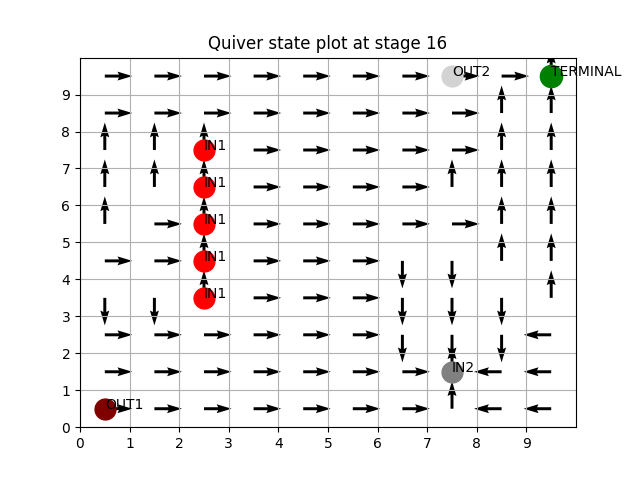 Quiver state plot at stage 16
OUT2
TERMINAL
9
8
IN1
7
IN1
6
IN1
5
IN1
4
IN1
3
2
IN2
1
OUT1
0
0 1 2 3 4 5 6 7 8 9